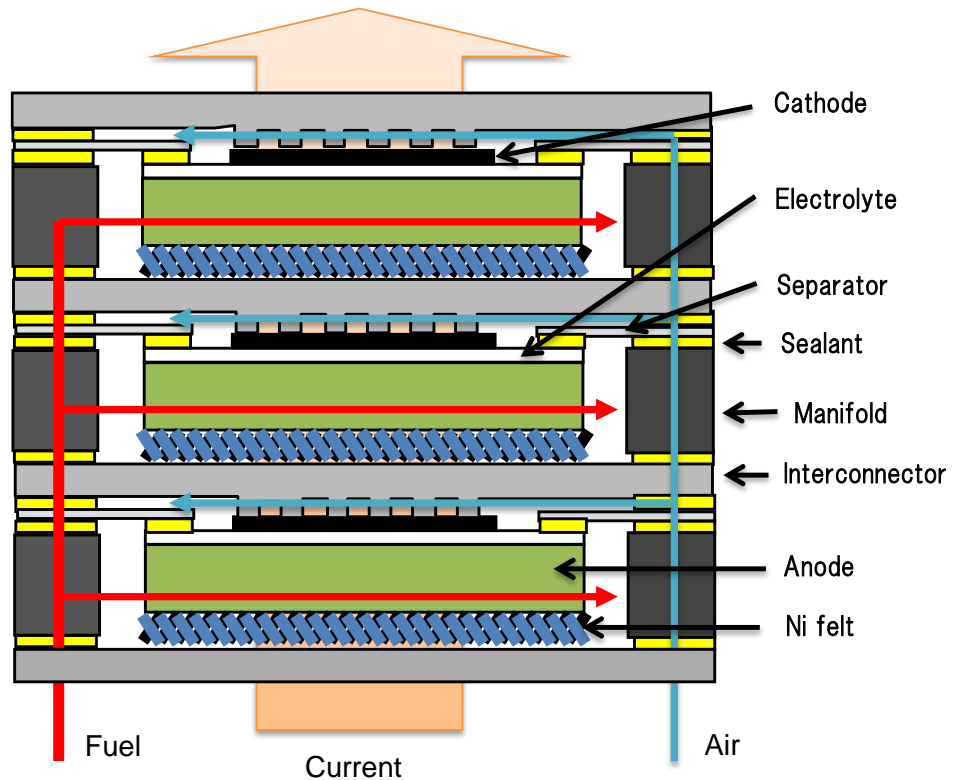 Cathode
Electrolyte
Separator
Sealant
Manifold
Interconnector
Anode
Ni felt
Fuel
Air
Current